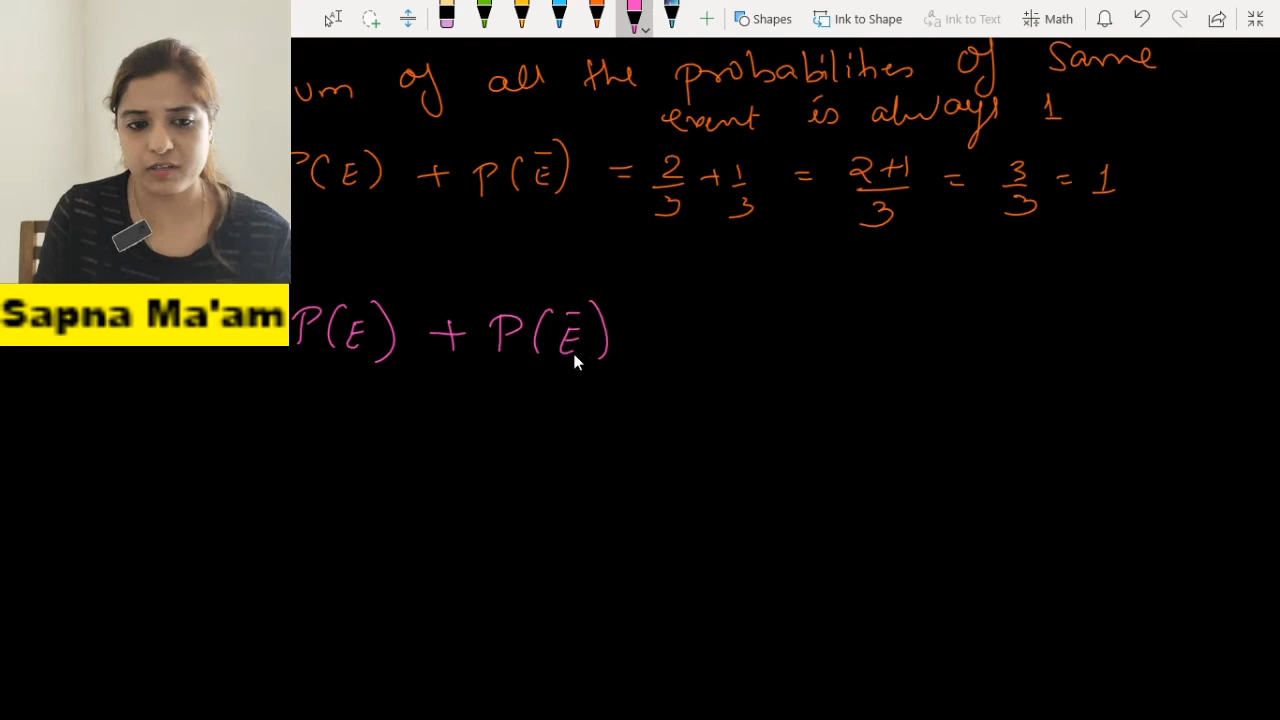 Shapes Ink to Shape Ink to Text Math
um of all the probabilities of Same
event is always 1
P(E) + P(Ē) = 2/3 + 1/3 = 2+1/3 = 3/3 = 1
Sapna Ma'am
P(E) + P(Ē)